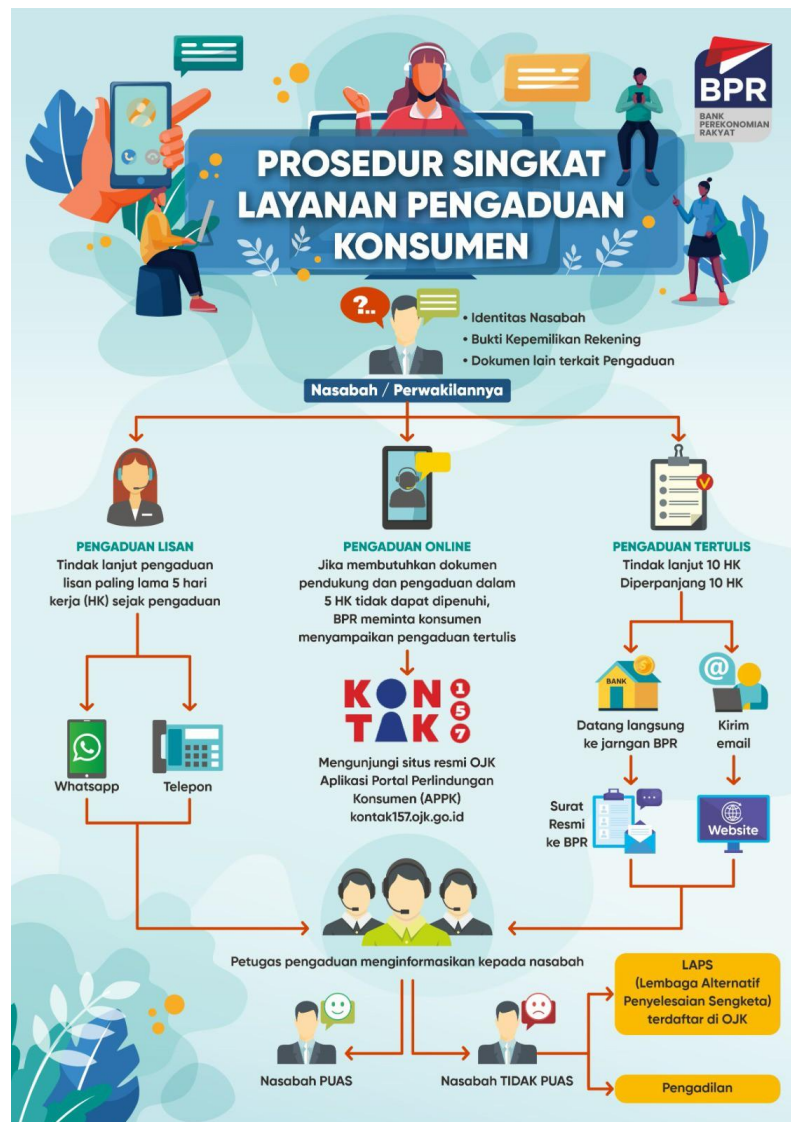 BPR
BANK
PEREKONOMIAN
RAKYAT
PROSEDUR SINGKAT
LAYANAN PENGADUAN
KONSUMEN
?..
• Identitas Nasabah
• Bukti Kepemilikan Rekening
• Dokumen lain terkait Pengaduan
Nasabah / Perwakilannya
PENGADUAN LISAN
Tindak lanjut pengaduan
lisan paling lama 5 hari
kerja (HK) sejak pengaduan
Whatsapp
Telepon
PENGADUAN ONLINE
Jika membutuhkan dokumen
pendukung dan pengaduan dalam
5 HK tidak dapat dipenuhi,
BPR meminta konsumen
menyampaikan pengaduan tertulis
KONTAK 157
Mengunjungi situs resmi OJK
Aplikasi Portal Perlindungan
Konsumen (APPK)
kontak157.ojk.go.id
PENGADUAN TERTULIS
Tindak lanjut 10 HK
Diperpanjang 10 HK
BANK
@
Datang langsung
ke jarngan BPR
Kirim
email
Surat
Resmi
ke BPR
Website
Petugas pengaduan menginformasikan kepada nasabah
Nasabah PUAS
Nasabah TIDAK PUAS
LAPS
(Lembaga Alternatif
Penyelesaian Sengketa)
terdaftar di OJK
Pengadilan